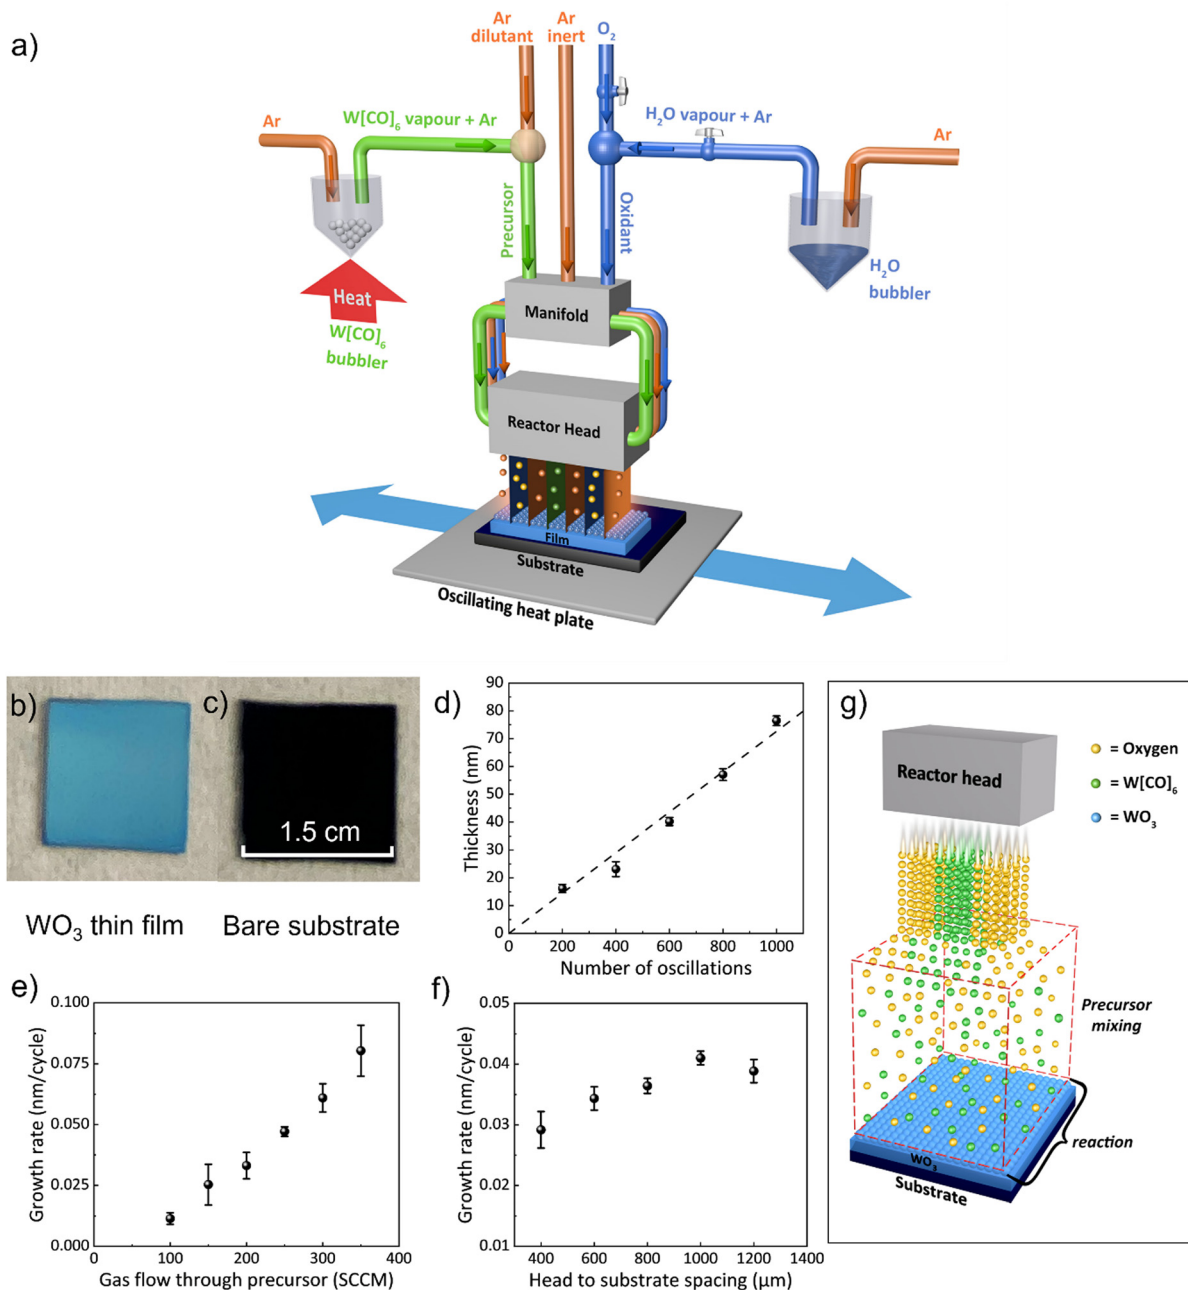 a)
Ar
dilutant
Ar
inert
O₂
Ar
W[CO]₆ vapour + Ar
H₂O vapour + Ar
Ar
Precursor
Oxidant
Heat
W[CO]₆
bubbler
H₂O
bubbler
Manifold
Reactor Head
Film
Substrate
Oscillating heat plate
b)
c)
1.5 cm
WO₃ thin film
Bare substrate
d)
Thickness (nm)
90
80
70
60
50
40
30
20
10
0
0 200 400 600 800 1000
Number of oscillations
e)
Growth rate (nm/cycle)
0.100
0.075
0.050
0.025
0.000
0 100 200 300 400
Gas flow through precursor (SCCM)
f)
Growth rate (nm/cycle)
0.05
0.04
0.03
0.02
0.01
400 600 800 1000 1200 1400
Head to substrate spacing (μm)
g)
Reactor head
= Oxygen
= W[CO]₆
= WO₃
Precursor
mixing
reaction
WO₃
Substrate